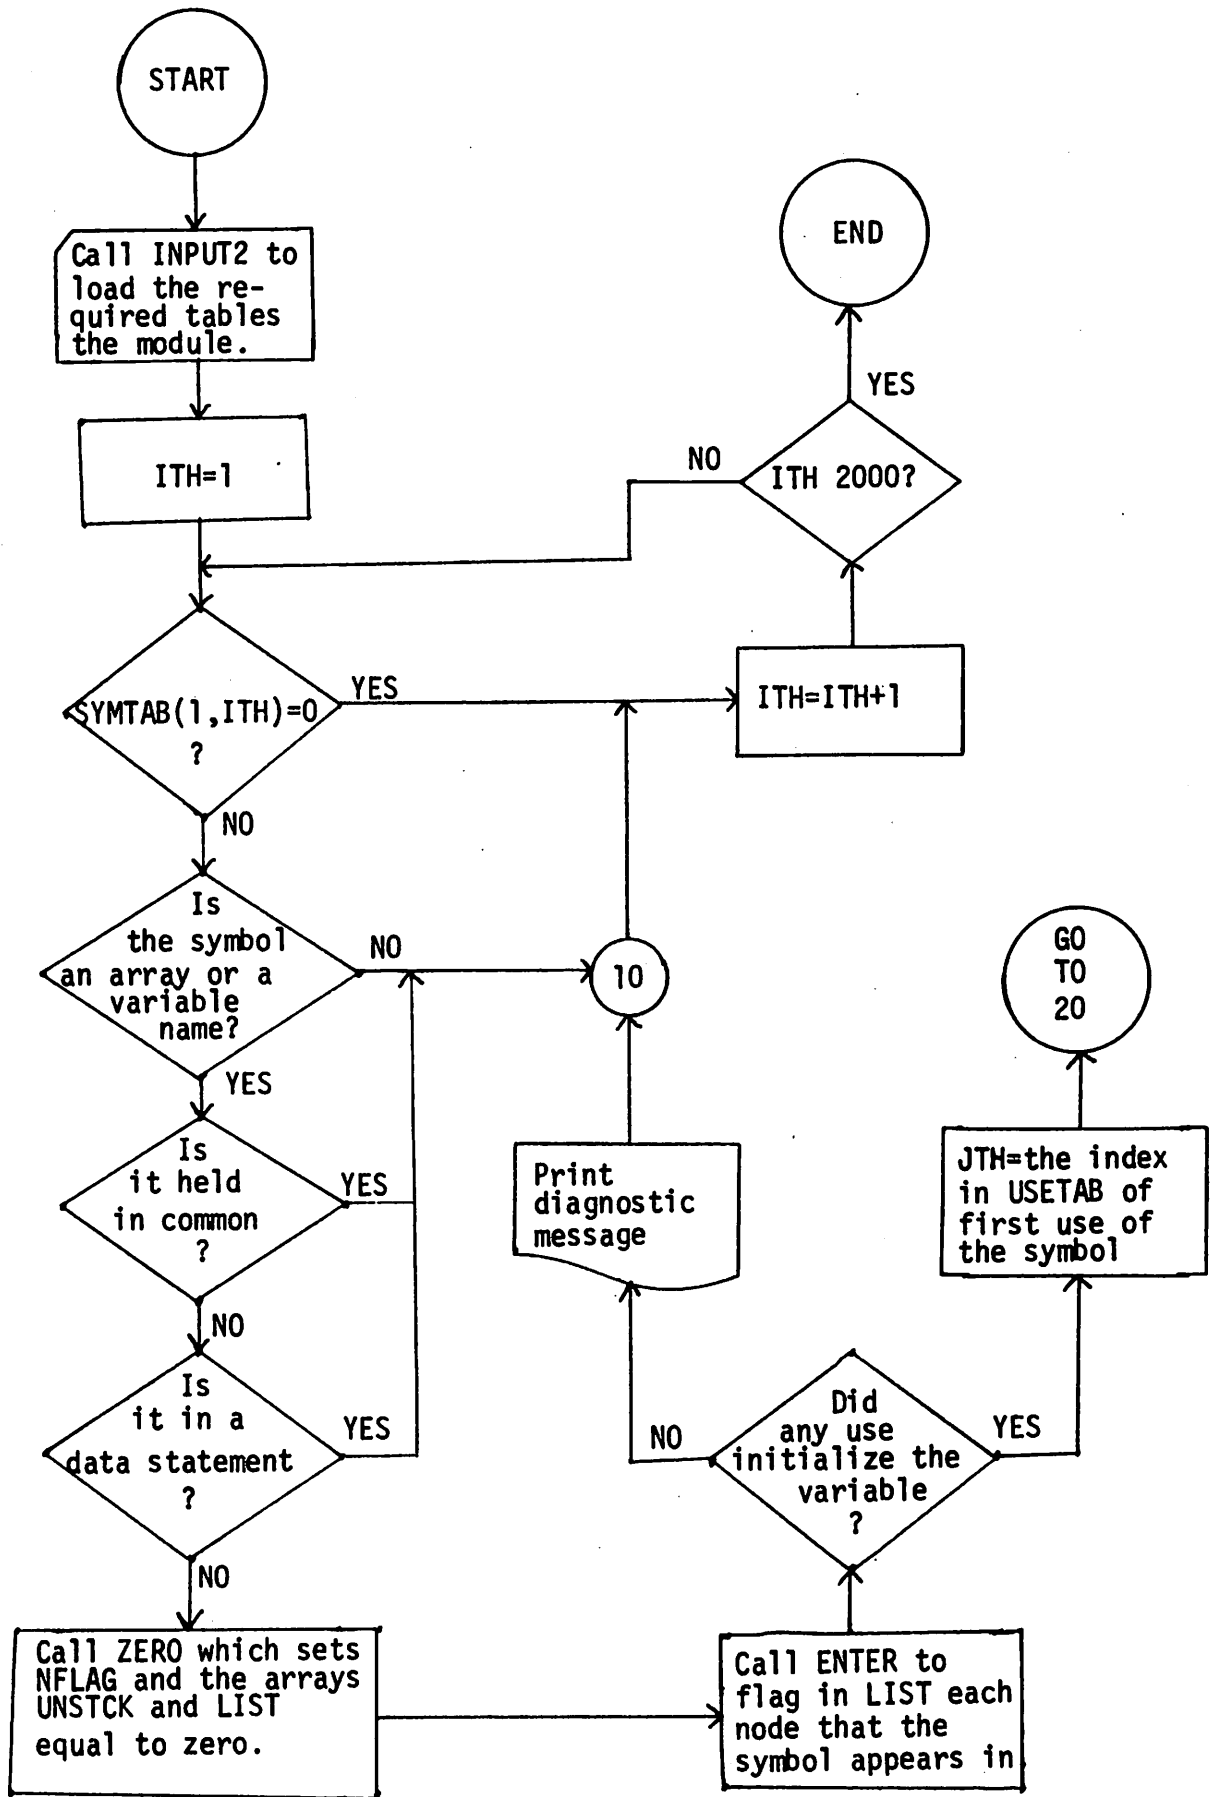 START
Call INPUT2 to
load the re-
quired tables
the module.
ITH=1
SYMTAB(1,ITH)=0
?
YES
NO
Is
the symbol
an array or a
variable
name?
NO
YES
Is
it held
in common
?
YES
NO
Is
it in a
data statement
?
YES
NO
Call ZERO which sets
NFLAG and the arrays
UNSTCK and LIST
equal to zero.
Call ENTER to
flag in LIST each
node that the
symbol appears in
Did
any use
initialize the
variable
?
NO
YES
Print
diagnostic
message
10
JTH=the index
in USETAB of
first use of
the symbol
GO
TO
20
ITH=ITH+1
ITH 2000?
NO
YES
END